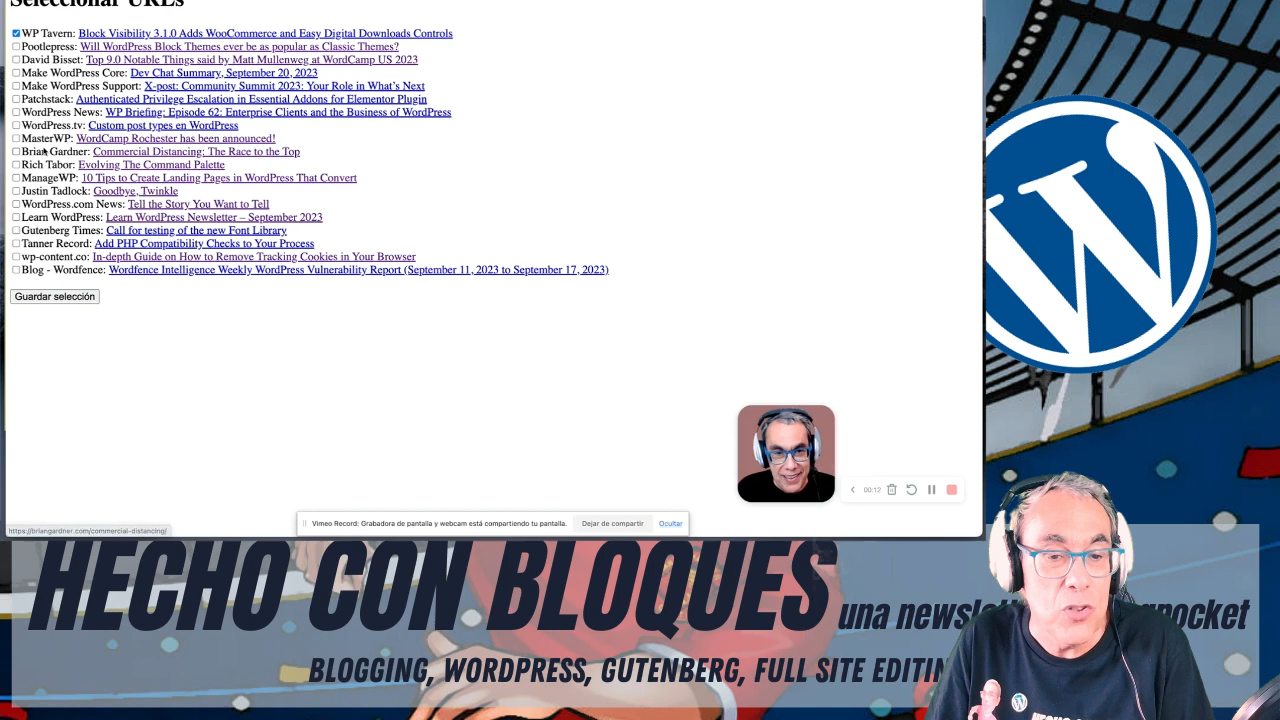 Seleccionar URLs
WP Tavern: Block Visibility 3.1.0 Adds WooCommerce and Easy Digital Downloads Controls
Pootlepress: Will WordPress Block Themes ever be as popular as Classic Themes?
David Bisset: Top 9.0 Notable Things said by Matt Mullenweg at WordCamp US 2023
Make WordPress Core: Dev Chat Summary, September 20, 2023
Make WordPress Support: X-post: Community Summit 2023: Your Role in What’s Next
Patchstack: Authenticated Privilege Escalation in Essential Addons for Elementor Plugin
WordPress News: WP Briefing: Episode 62: Enterprise Clients and the Business of WordPress
WordPress.tv: Custom post types en WordPress
MasterWP: WordCamp Rochester has been announced!
Brian Gardner: Commercial Distancing: The Race to the Top
Rich Tabor: Evolving The Command Palette
ManageWP: 10 Tips to Create Landing Pages in WordPress That Convert
Justin Tadlock: Goodbye, Twinkle
WordPress.com News: Tell the Story You Want to Tell
Learn WordPress: Learn WordPress Newsletter – September 2023
Gutenberg Times: Call for testing of the new Font Library
Tanner Record: Add PHP Compatibility Checks to Your Process
wp-content.co: In-depth Guide on How to Remove Tracking Cookies in Your Browser
Blog - Wordfence: Wordfence Intelligence Weekly WordPress Vulnerability Report (September 11, 2023 to September 17, 2023)
Guardar selección
00:12
Vimeo Record: Grabadora de pantalla y webcam está compartiendo tu pantalla. Dejar de compartir Ocultar
https://briangardner.com/commercial-distancing/
HECHO CON BLOQUES una
BLOGGING, WORDPRESS, GUTENBERG, FULL SITE